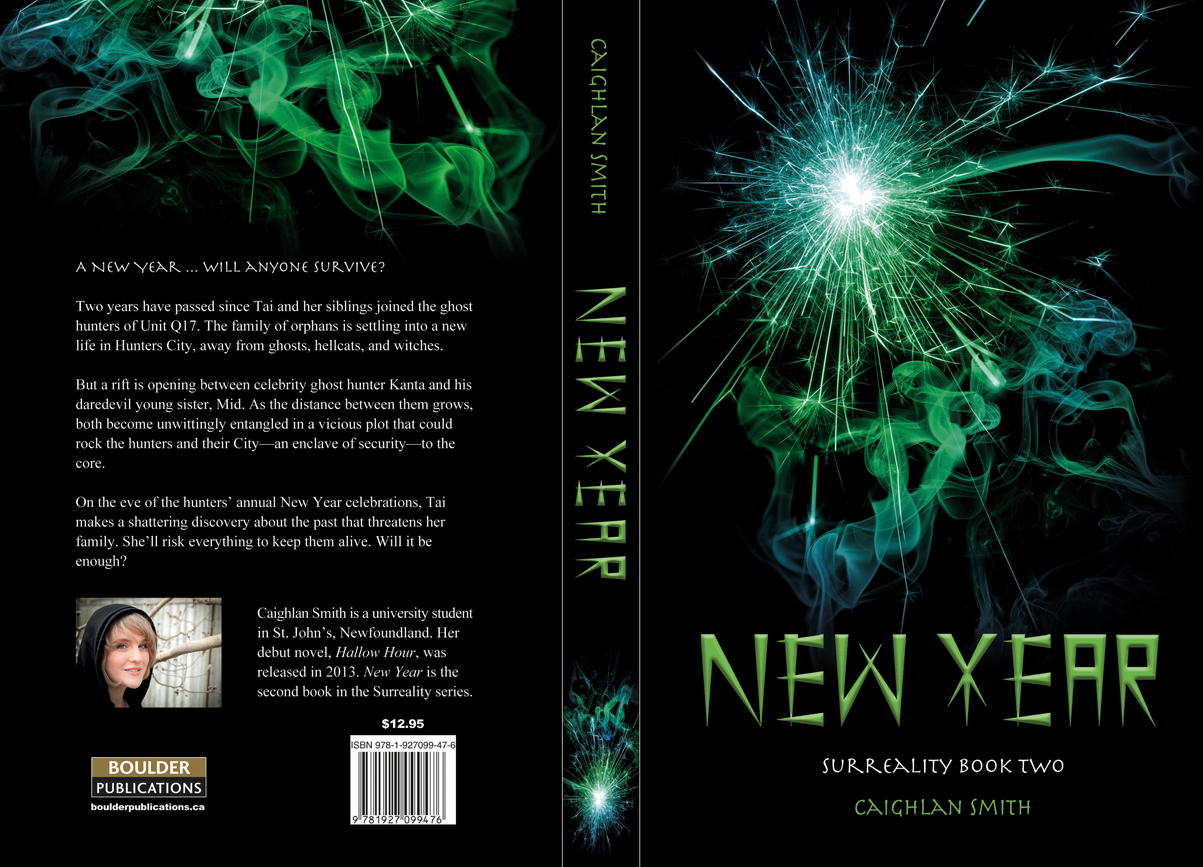 A New Year ... will anyone survive?
Two years have passed since Tai and her siblings joined the ghost
hunters of Unit Q17. The family of orphans is settling into a new
life in Hunters City, away from ghosts, hellcats, and witches.
But a rift is opening between celebrity ghost hunter Kanta and his
daredevil young sister, Mid. As the distance between them grows,
both become unwittingly entangled in a vicious plot that could
rock the hunters and their City—an enclave of security—to the
core.
On the eve of the hunters’ annual New Year celebrations, Tai
makes a shattering discovery about the past that threatens her
family. She’ll risk everything to keep them alive. Will it be
enough?
Caighlan Smith is a university student
in St. John’s, Newfoundland. Her
debut novel, Hallow Hour, was
released in 2013. New Year is the
second book in the Surreality series.
$12.95
ISBN 978-1-927099-47-6
9 781927 099476
BOULDER
PUBLICATIONS
boulderpublications.ca
CAIGHLAN SMITH
NEW YEAR
NEW YEAR
SURREALITY BOOK TWO
CAIGHLAN SMITH